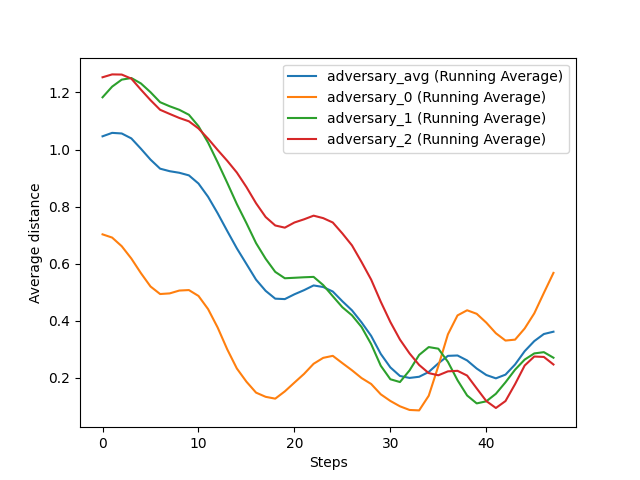 adversary_avg (Running Average)
adversary_0 (Running Average)
adversary_1 (Running Average)
adversary_2 (Running Average)
1.2
1.0
0.8
0.6
0.4
0.2
Average distance
0 10 20 30 40
Steps